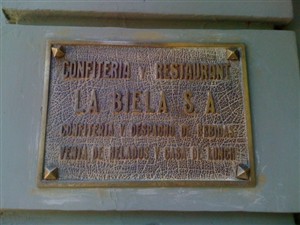 CONFITERIA Y RESTAURANT
LA BIELA S.A.
CONFITERIA Y DESPACHO DE BEBIDAS
VENTA DE HELADOS Y CASA DE LUNCH